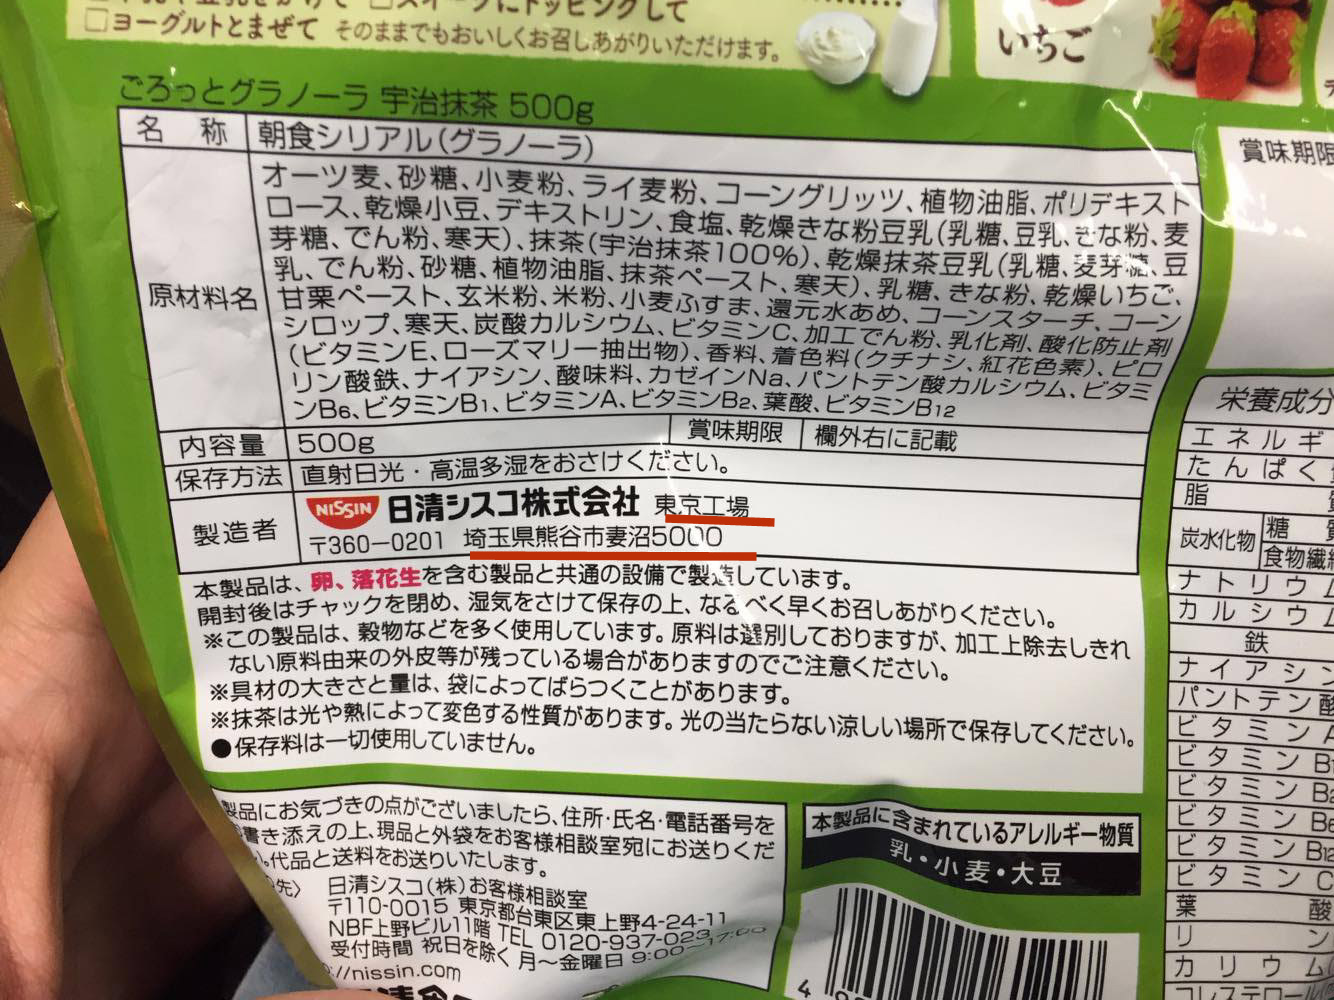 □ヨーグルトとまぜて そのままでもおいしくお召しあがりいただけます。
いちご
ごろっとグラノーラ 宇治抹茶 500g
名 称 朝食シリアル(グラノーラ)
賞味期限
原材料名
オーツ麦、砂糖、小麦粉、ライ麦粉、コーングリッツ、植物油脂、ポリデキスト
ロース、乾燥小豆、デキストリン、食塩、乾燥きな粉豆乳(乳糖、豆乳、きな粉、麦
芽糖、でん粉、寒天)、抹茶(宇治抹茶100%)、乾燥抹茶豆乳(乳糖、麦芽糖、豆
乳、でん粉、砂糖、植物油脂、抹茶ペースト、寒天)、乳糖、きな粉、乾燥いちご、
甘栗ペースト、玄米粉、米粉、小麦ふすま、還元水あめ、コーンスターチ、コーン
シロップ、寒天、炭酸カルシウム、ビタミンC、加工でん粉、乳化剤、酸化防止剤
(ビタミンE、ローズマリー抽出物)、香料、着色料(クチナシ、紅花色素)、ピロ
リン酸鉄、ナイアシン、酸味料、カゼインNa、パントテン酸カルシウム、ビタミ
ンB6、ビタミンB1、ビタミンA、ビタミンB2、葉酸、ビタミンB12
内容量 500g 賞味期限 欄外右に記載
保存方法 直射日光・高温多湿をおさけください。
製造者 NISSIN 日清シスコ株式会社 東京工場
〒360-0201 埼玉県熊谷市妻沼5000
本製品は、卵、落花生を含む製品と共通の設備で製造しています。
開封後はチャックを閉め、湿気をさけて保存の上、なるべく早くお召しあがりください。
※この製品は、穀物などを多く使用しています。原料は選別しておりますが、加工上除去しきれ
ない原料由来の外皮等が残っている場合がありますのでご注意ください。
※具材の大きさと量は、袋によってばらつくことがあります。
※抹茶は光や熱によって変色する性質があります。光の当たらない涼しい場所で保存してください。
●保存料は一切使用していません。
製品にお気づきの点がございましたら、住所・氏名・電話番号を
書き添えの上、現品と外袋をお客様相談室宛にお送りくだ
代品と送料をお送りいたします。
先〉 日清シスコ(株)お客様相談室
〒110-0015 東京都台東区東上野4-24-11
NBF上野ビル11階 TEL 0120-937-023
受付時間 祝日を除く 月〜金曜日 9:00〜17:00
://nissin.com
本製品に含まれているアレルギー物質
乳・小麦・大豆
4
栄養成分
エネルギ
たんぱく
脂
炭水化物 糖
食物繊
ナトリウム
カルシウム
鉄
ナイアシン
パントテン酸
ビタミンA
ビタミンB1
ビタミンB2
ビタミンB6
ビタミンB12
ビタミンC
葉 酸
リ ン
カリウム
コレステロール